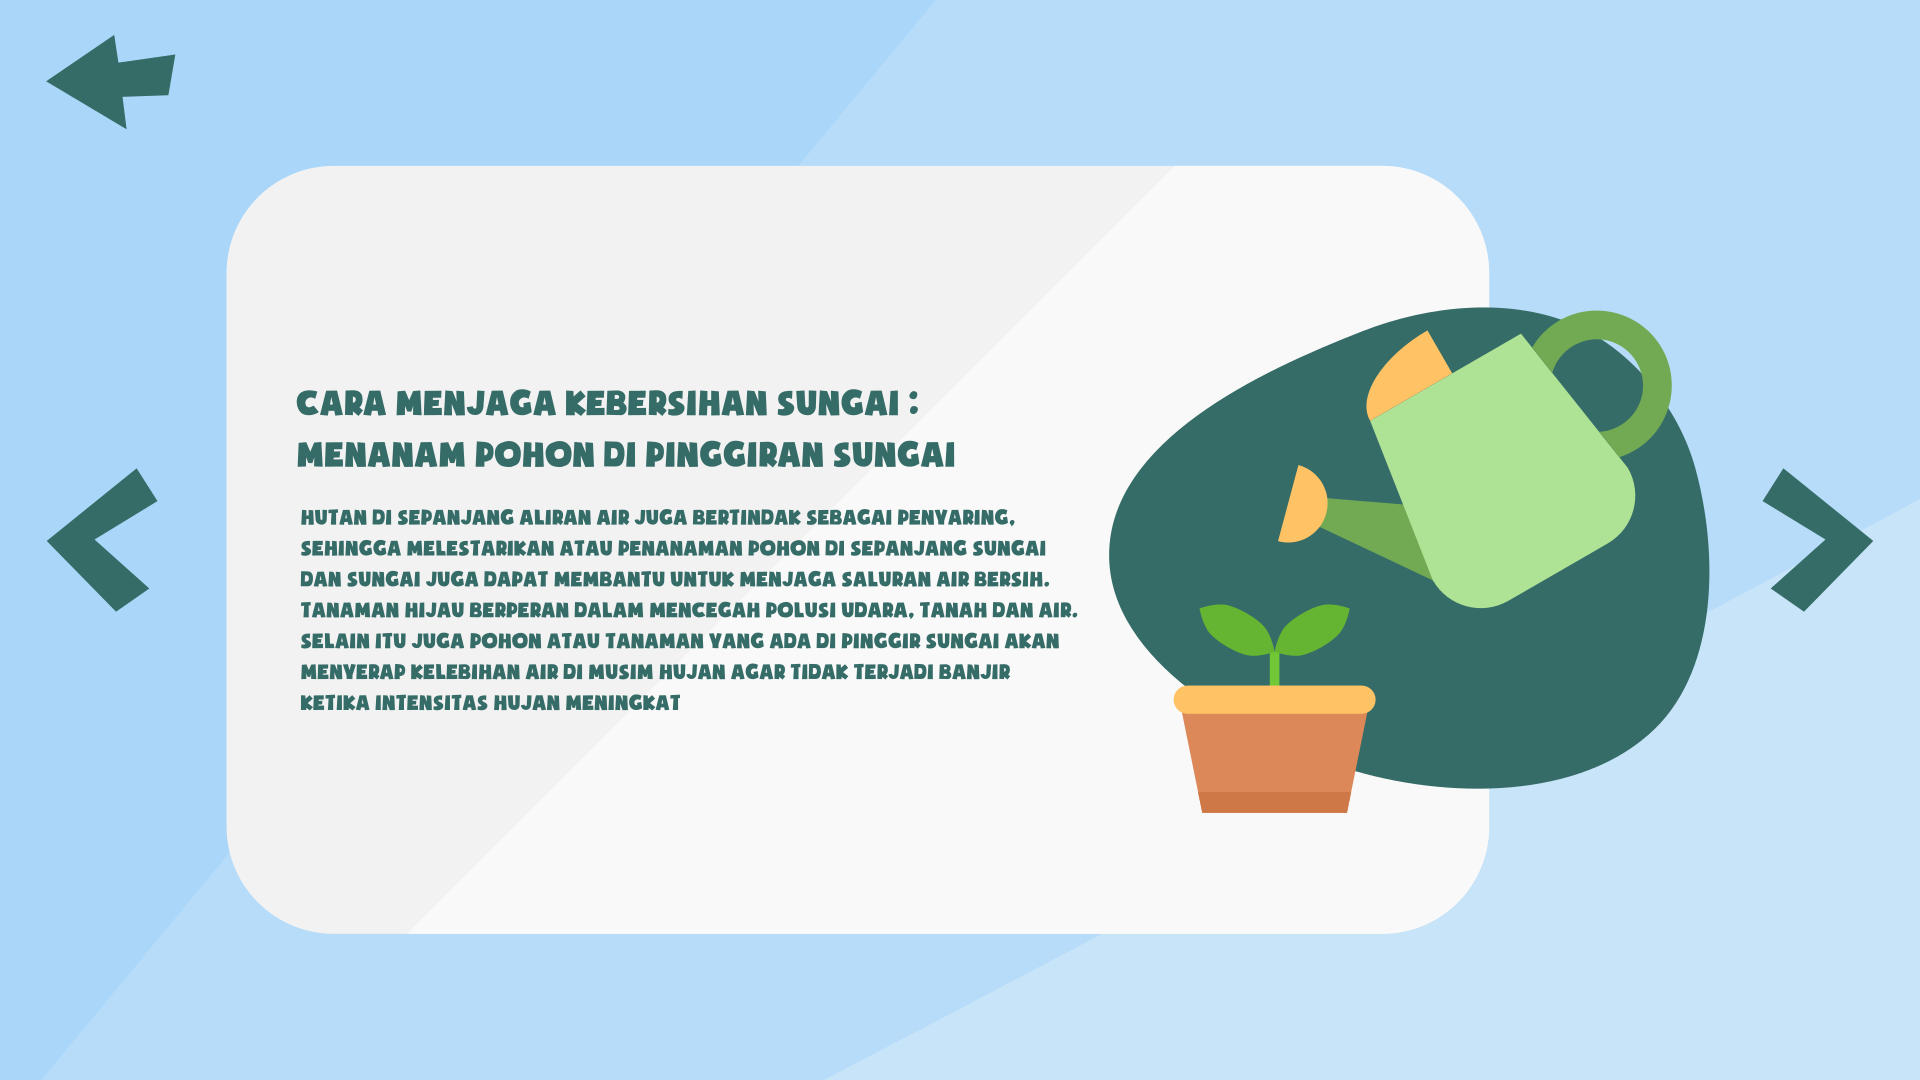 CARA MENJAGA KEBERSIHAN SUNGAI :
MENANAM POHON DI PINGGIRAN SUNGAI
HUTAN DI SEPANJANG ALIRAN AIR JUGA BERTINDAK SEBAGAI PENYARING,
SEHINGGA MELESTARIKAN ATAU PENANAMAN POHON DI SEPANJANG SUNGAI
DAN SUNGAI JUGA DAPAT MEMBANTU UNTUK MENJAGA SALURAN AIR BERSIH.
TANAMAN HIJAU BERPERAN DALAM MENCEGAH POLUSI UDARA, TANAH DAN AIR.
SELAIN ITU JUGA POHON ATAU TANAMAN YANG ADA DI PINGGIR SUNGAI AKAN
MENYERAP KELEBIHAN AIR DI MUSIM HUJAN AGAR TIDAK TERJADI BANJIR
KETIKA INTENSITAS HUJAN MENINGKAT